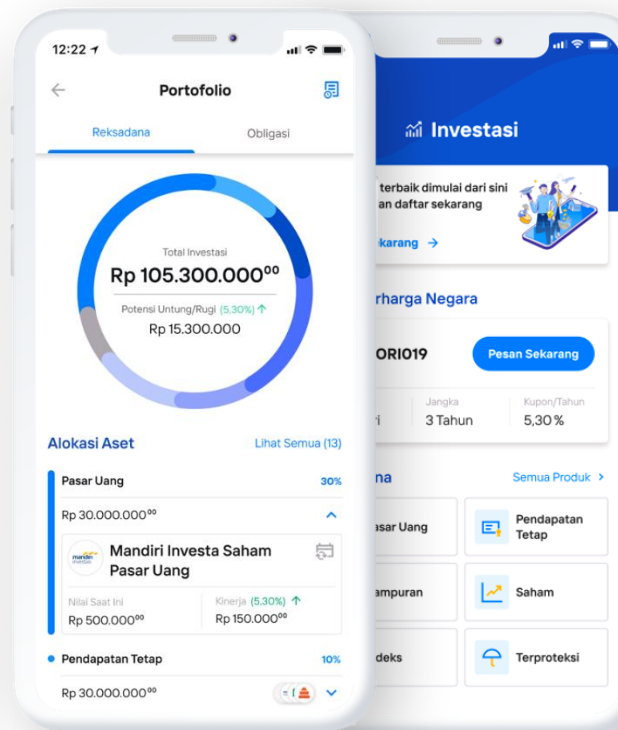 12:22
Portofolio
Reksadana
Obligasi
Total Investasi
Rp 105.300.000⁰⁰
Potensi Untung/Rugi (5,30%) ↑
Rp 15.300.000
Alokasi Aset
Lihat Semua (13)
Pasar Uang
30%
Rp 30.000.000⁰⁰
mandiri
investasi
Mandiri Investa Saham
Pasar Uang
Nilai Saat Ini
Kinerja (5,30%) ↑
Rp 500.000⁰⁰
Rp 150.000⁰⁰
Pendapatan Tetap
10%
Rp 30.000.000⁰⁰
Investasi
terbaik dimulai dari sini
an daftar sekarang
karang →
rharga Negara
ORI019
Pesan Sekarang
Jangka
Kupon/Tahun
3 Tahun
5,30 %
na
Semua Produk >
asar Uang
Pendapatan
Tetap
ampuran
Saham
deks
Terproteksi